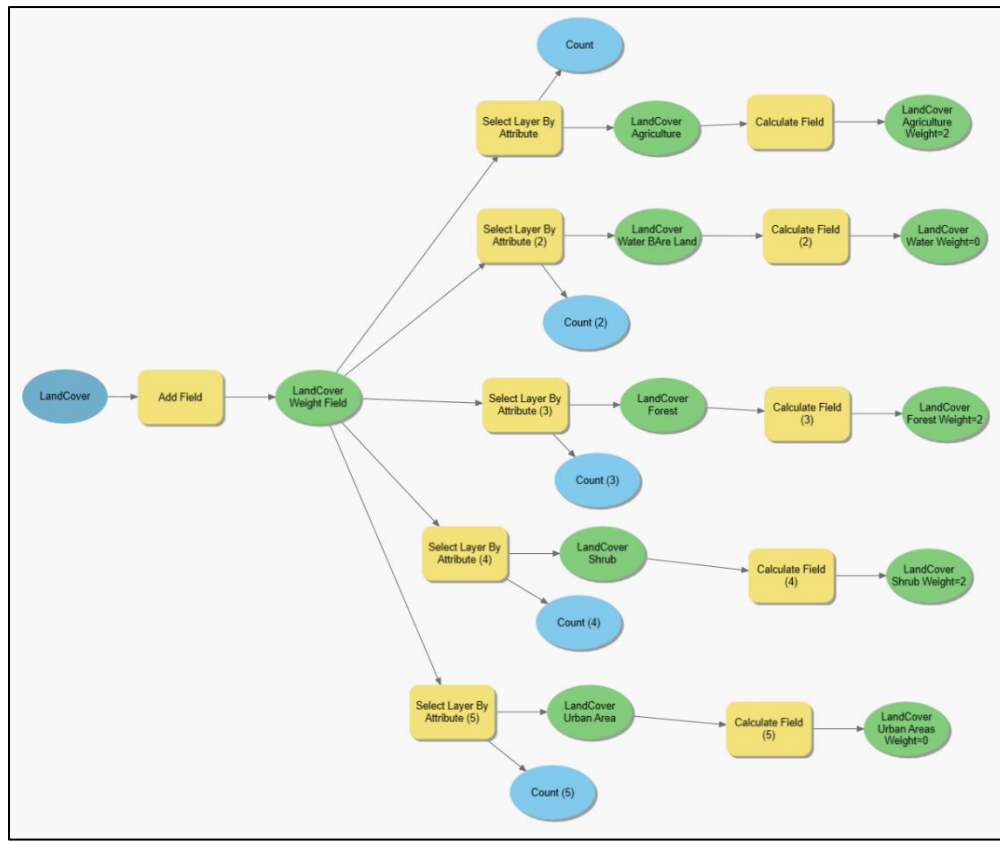 Count
Select Layer By
Attribute
LandCover
Agriculture
Calculate Field
LandCover
Agriculture
Weight=2
Select Layer By
Attribute (2)
LandCover
Water BAre Land
Calculate Field
(2)
LandCover
Water Weight=0
Count (2)
LandCover
Add Field
LandCover
Weight Field
Select Layer By
Attribute (3)
LandCover
Forest
Calculate Field
(3)
LandCover
Forest Weight=2
Count (3)
Select Layer By
Attribute (4)
LandCover
Shrub
Calculate Field
(4)
LandCover
Shrub Weight=2
Count (4)
Select Layer By
Attribute (5)
LandCover
Urban Area
Calculate Field
(5)
LandCover
Urban Areas
Weight=0
Count (5)